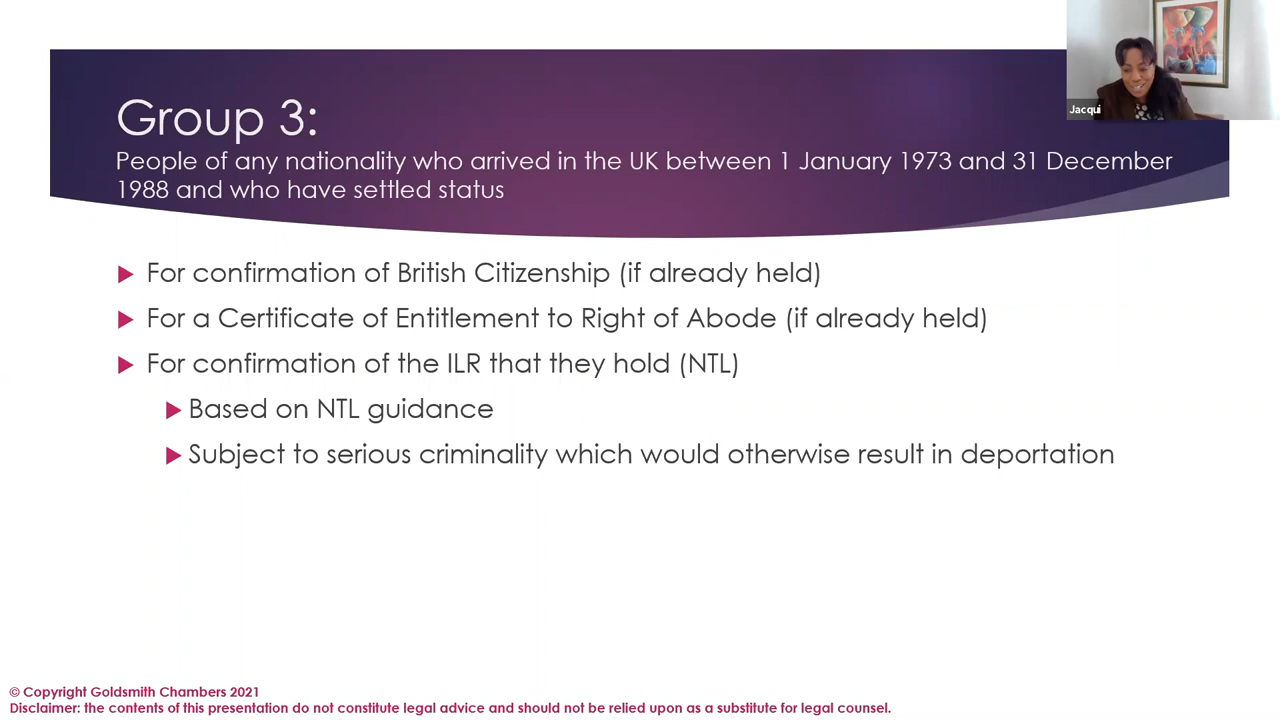 Group 3:
People of any nationality who arrived in the UK between 1 January 1973 and 31 December
1988 and who have settled status
Jacqui
For confirmation of British Citizenship (if already held)
For a Certificate of Entitlement to Right of Abode (if already held)
For confirmation of the ILR that they hold (NTL)
Based on NTL guidance
Subject to serious criminality which would otherwise result in deportation
© Copyright Goldsmith Chambers 2021
Disclaimer: the contents of this presentation do not constitute legal advice and should not be relied upon as a substitute for legal counsel.